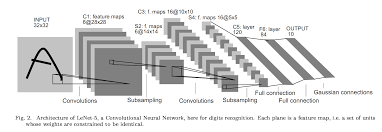 INPUT
32x32
C1: feature maps
6@28x28
S2: f. maps
6@14x14
C3: f. maps 16@10x10
S4: f. maps 16@5x5
C5: layer
120
F6: layer
84
OUTPUT
10
Convolutions
Subsampling
Convolutions
Subsampling
Full connection
Full connection
Gaussian connections
Fig. 2. Architecture of LeNet-5, a Convolutional Neural Network, here for digits recognition. Each plane is a feature map, i.e. a set of units
whose weights are constrained to be identical.